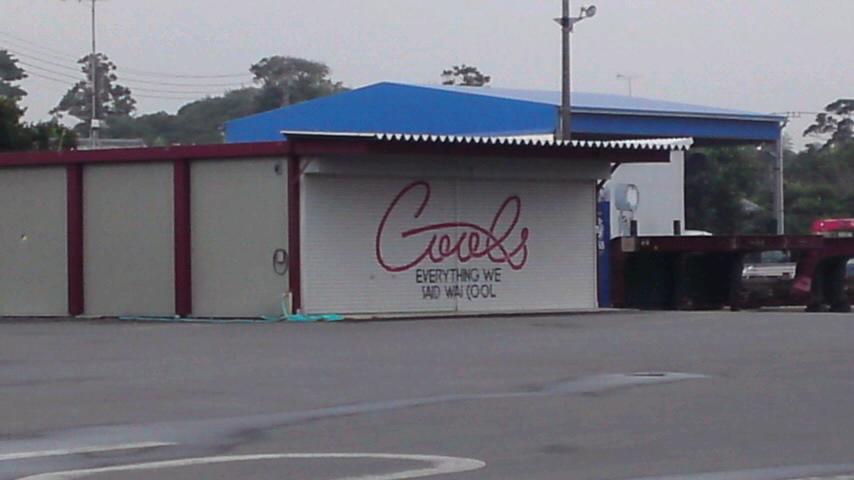 Cools
EVERYTHING WE
SAID WAS COOL